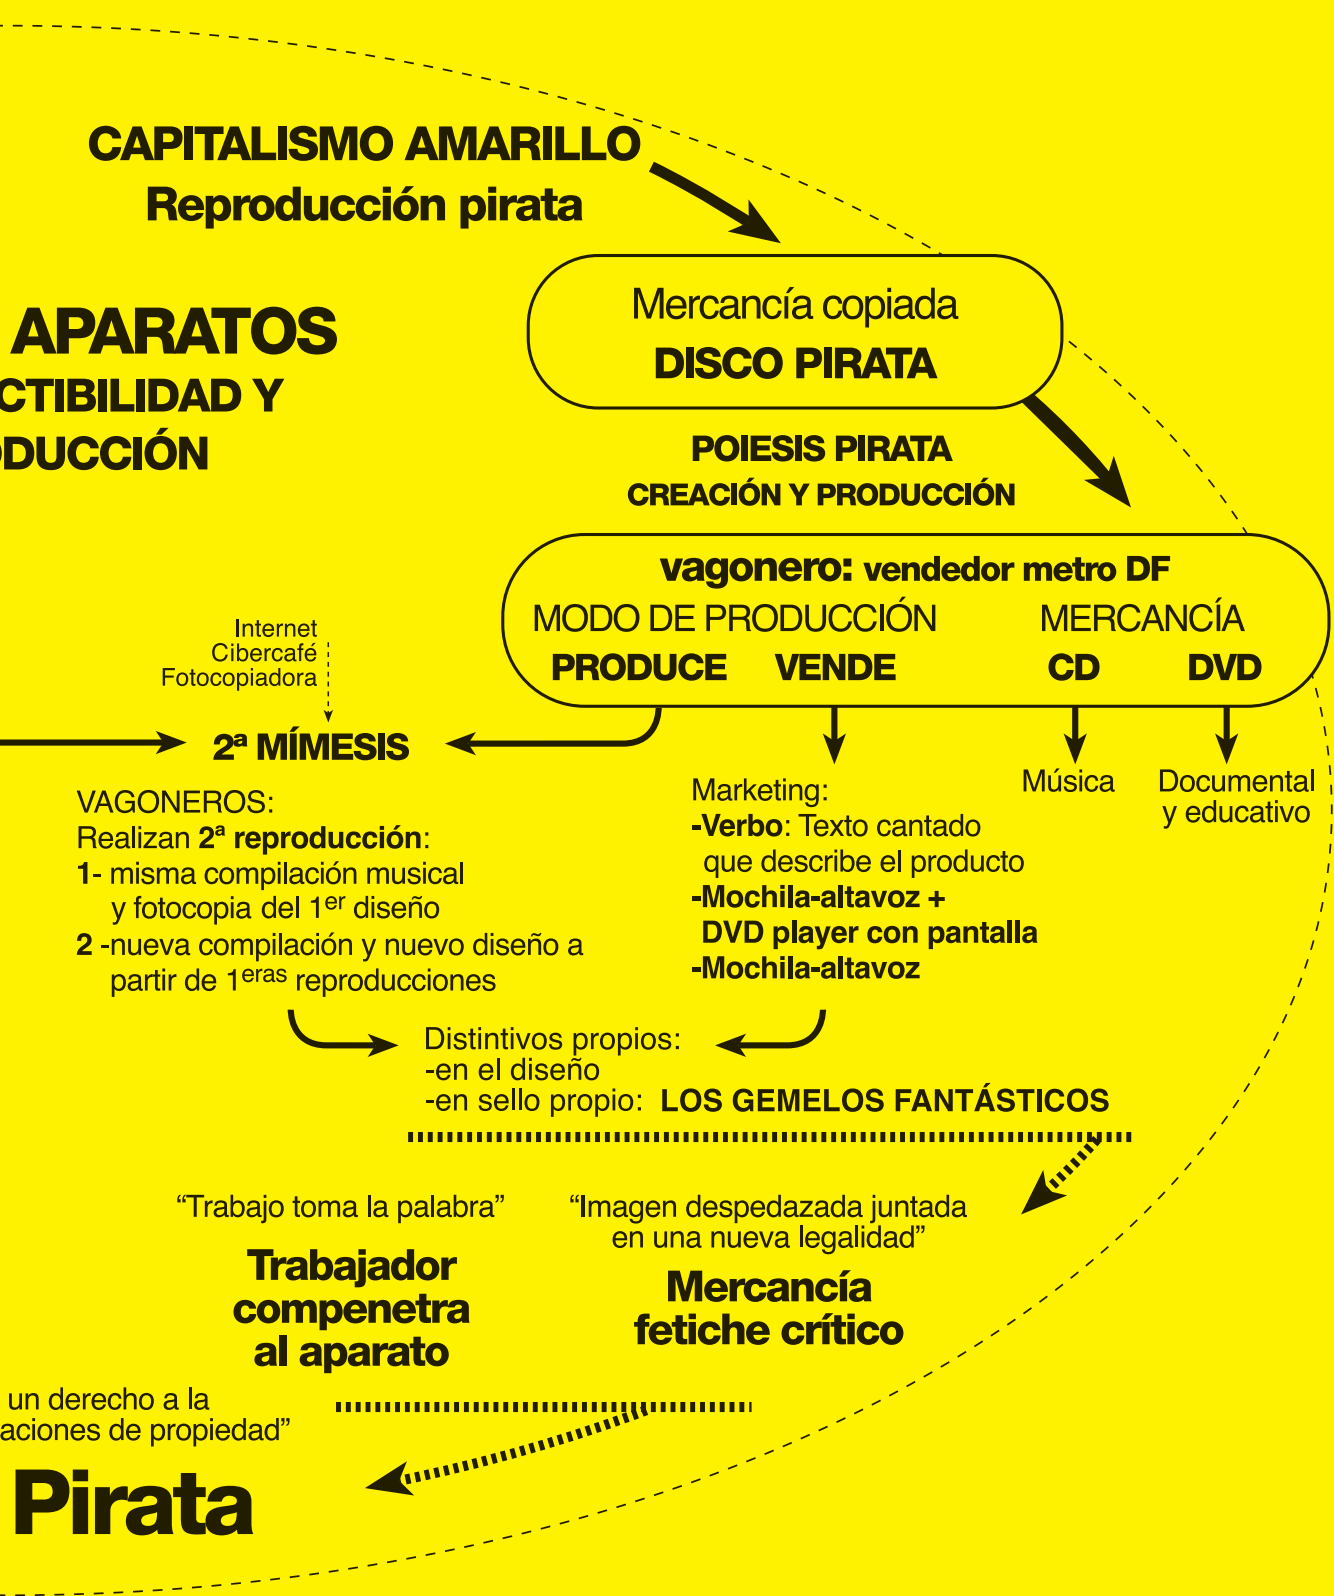 CAPITALISMO AMARILLO
Reproducción pirata
Mercancía copiada
DISCO PIRATA
APARATOS
CTIBILIDAD Y
ODUCCIÓN
POIESIS PIRATA
CREACIÓN Y PRODUCCIÓN
vagonero: vendedor metro DF
MODO DE PRODUCCIÓN MERCANCÍA
PRODUCE VENDE CD DVD
Internet
Cibercafé
Fotocopiadora
2ª MÍMESIS
VAGONEROS:
Realizan 2ª reproducción:
1- misma compilación musical
y fotocopia del 1er diseño
2 -nueva compilación y nuevo diseño a
partir de 1eras reproducciones
Marketing:
-Verbo: Texto cantado
que describe el producto
-Mochila-altavoz +
DVD player con pantalla
-Mochila-altavoz
Música
Documental
y educativo
Distintivos propios:
-en el diseño
-en sello propio: LOS GEMELOS FANTÁSTICOS
“Trabajo toma la palabra”
Trabajador
compenetra
al aparato
“Imagen despedazada juntada
en una nueva legalidad”
Mercancía
fetiche crítico
un derecho a la
aciones de propiedad”
Pirata